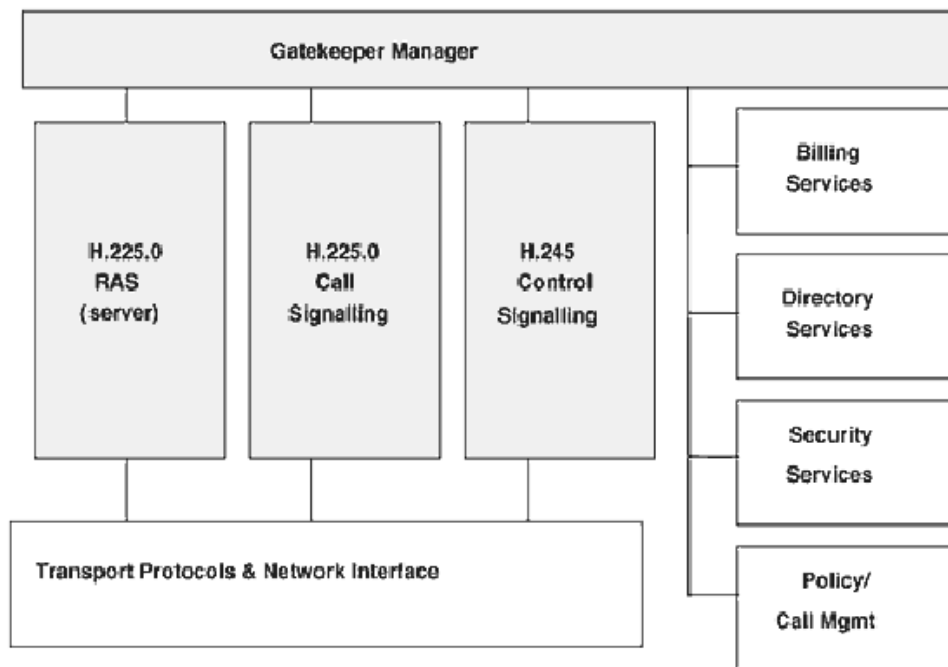 Gatekeeper Manager
H.225.0
RAS
(server)
H.225.0
Call
Signalling
H.245
Control
Signalling
Billing
Services
Directory
Services
Security
Services
Policy/
Call Mgmt
Transport Protocols & Network Interface